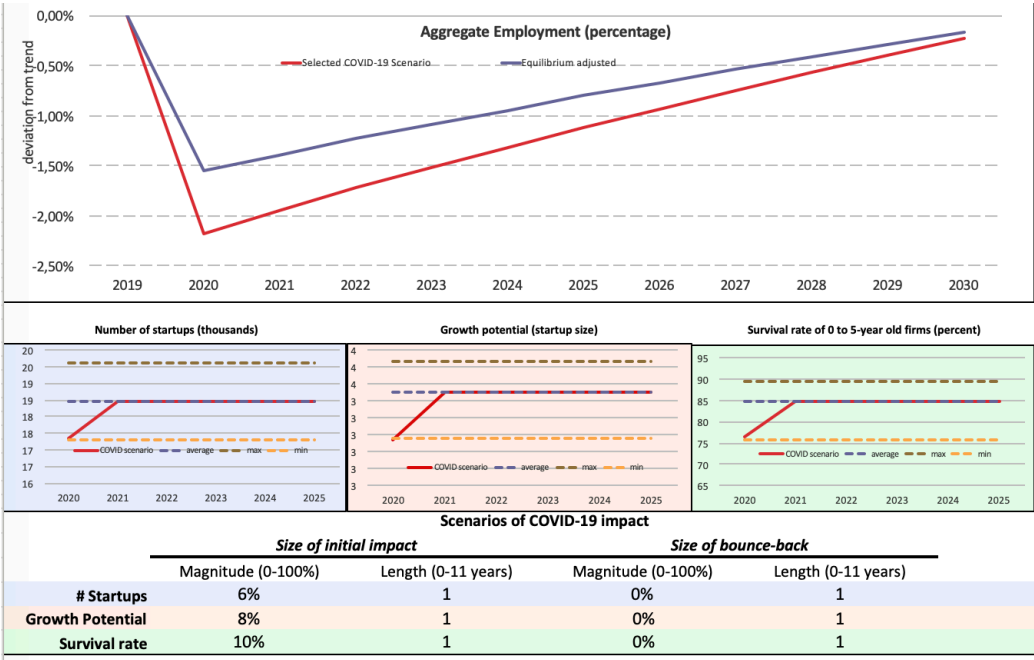 Aggregate Employment (percentage)
Selected COVID-19 Scenario Equilibrium adjusted
deviation from trend
0,00%
-0,50%
-1,00%
-1,50%
-2,00%
-2,50%
2019 2020 2021 2022 2023 2024 2025 2026 2027 2028 2029 2030
Number of startups (thousands)
20
20
19
19
18
18
17
17
16
COVID scenario average max min
2020 2021 2022 2023 2024 2025
Growth potential (startup size)
4
4
4
3
3
3
3
3
3
COVID scenario average max min
2020 2021 2022 2023 2024 2025
Survival rate of 0 to 5-year old firms (percent)
95
90
85
80
75
70
65
COVID scenario average max min
2020 2021 2022 2023 2024 2025
Scenarios of COVID-19 impact
Size of initial impact Size of bounce-back
Magnitude (0-100%) Length (0-11 years) Magnitude (0-100%) Length (0-11 years)
# Startups 6% 1 0% 1
Growth Potential 8% 1 0% 1
Survival rate 10% 1 0% 1